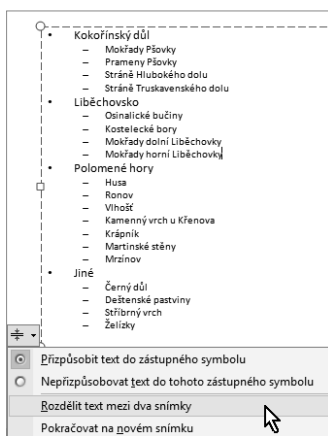 • Kokořínský důl
– Mokřady Pšovky
– Prameny Pšovky
– Stráně Hlubokého dolu
– Stráně Truskavenského dolu
• Liběchovsko
– Osinalické bučiny
– Kostelecké bory
– Mokřady dolní Liběchovky
– Mokřady horní Liběchovky
• Polomené hory
– Husa
– Ronov
– Vlhošť
– Kamenný vrch u Křenova
– Krápník
– Martinské stěny
– Mrzínov
• Jiné
– Černý důl
– Deštenské pastviny
– Stříbrný vrch
– Želízky
Přizpůsobit text do zástupného symbolu
Nepřizpůsobovat text do tohoto zástupného symbolu
Rozdělit text mezi dva snímky
Pokračovat na novém snímku